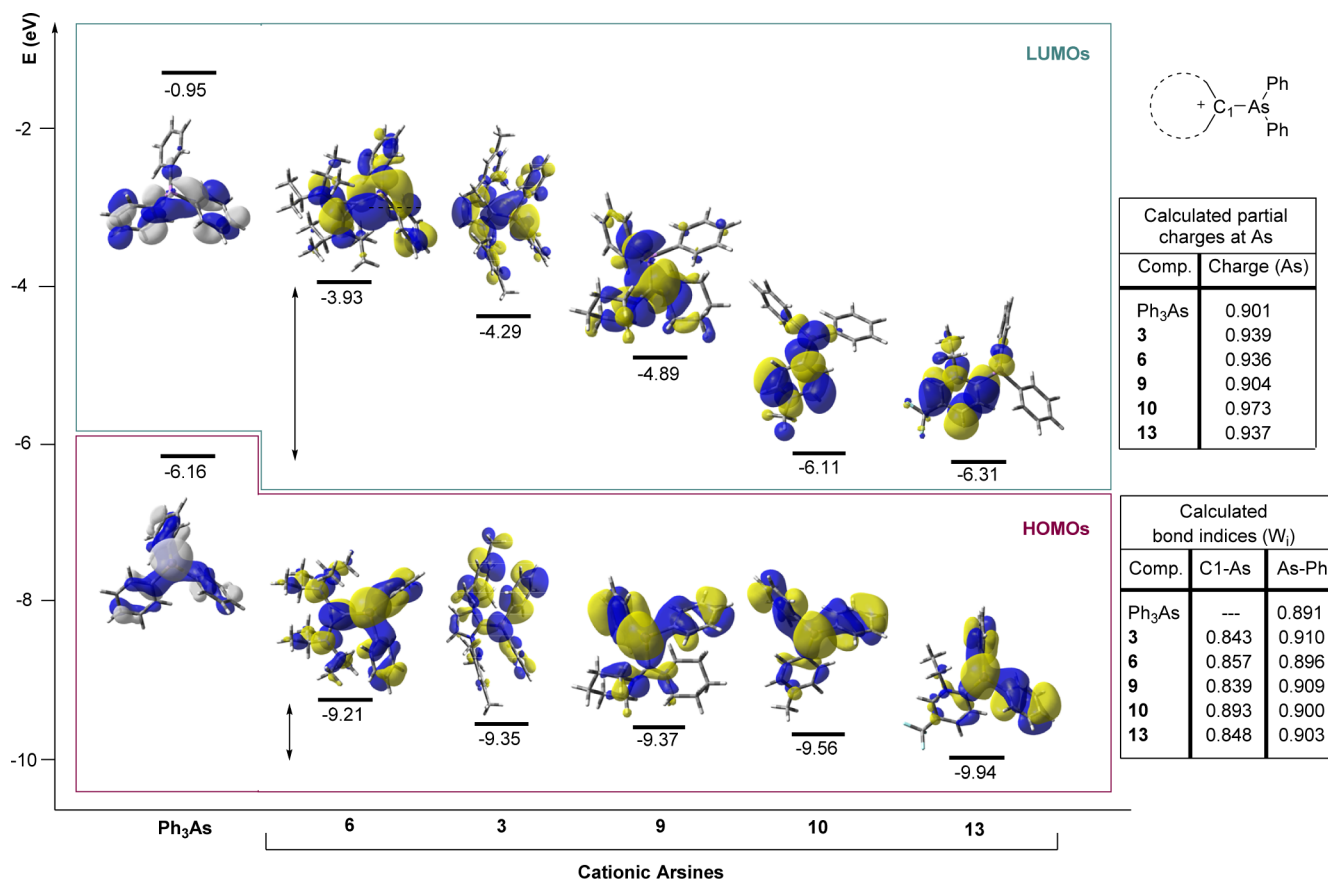 E (eV)
LUMOs
-0.95
-2
-3.93
-4.29
-4
-4.89
-6.11
-6.31
-6
-6.16
HOMOs
-8
-9.21
-9.35
-9.37
-9.56
-9.94
-10
Ph₃As
6
3
9
10
13
Cationic Arsines
+
C₁
As
Ph
Ph
Calculated partial
charges at As
Comp. Charge (As)
Ph₃As 0.901
3 0.939
6 0.936
9 0.904
10 0.973
13 0.937
Calculated
bond indices (Wᵢ)
Comp. C1-As As-Ph
Ph₃As --- 0.891
3 0.843 0.910
6 0.857 0.896
9 0.839 0.909
10 0.893 0.900
13 0.848 0.903